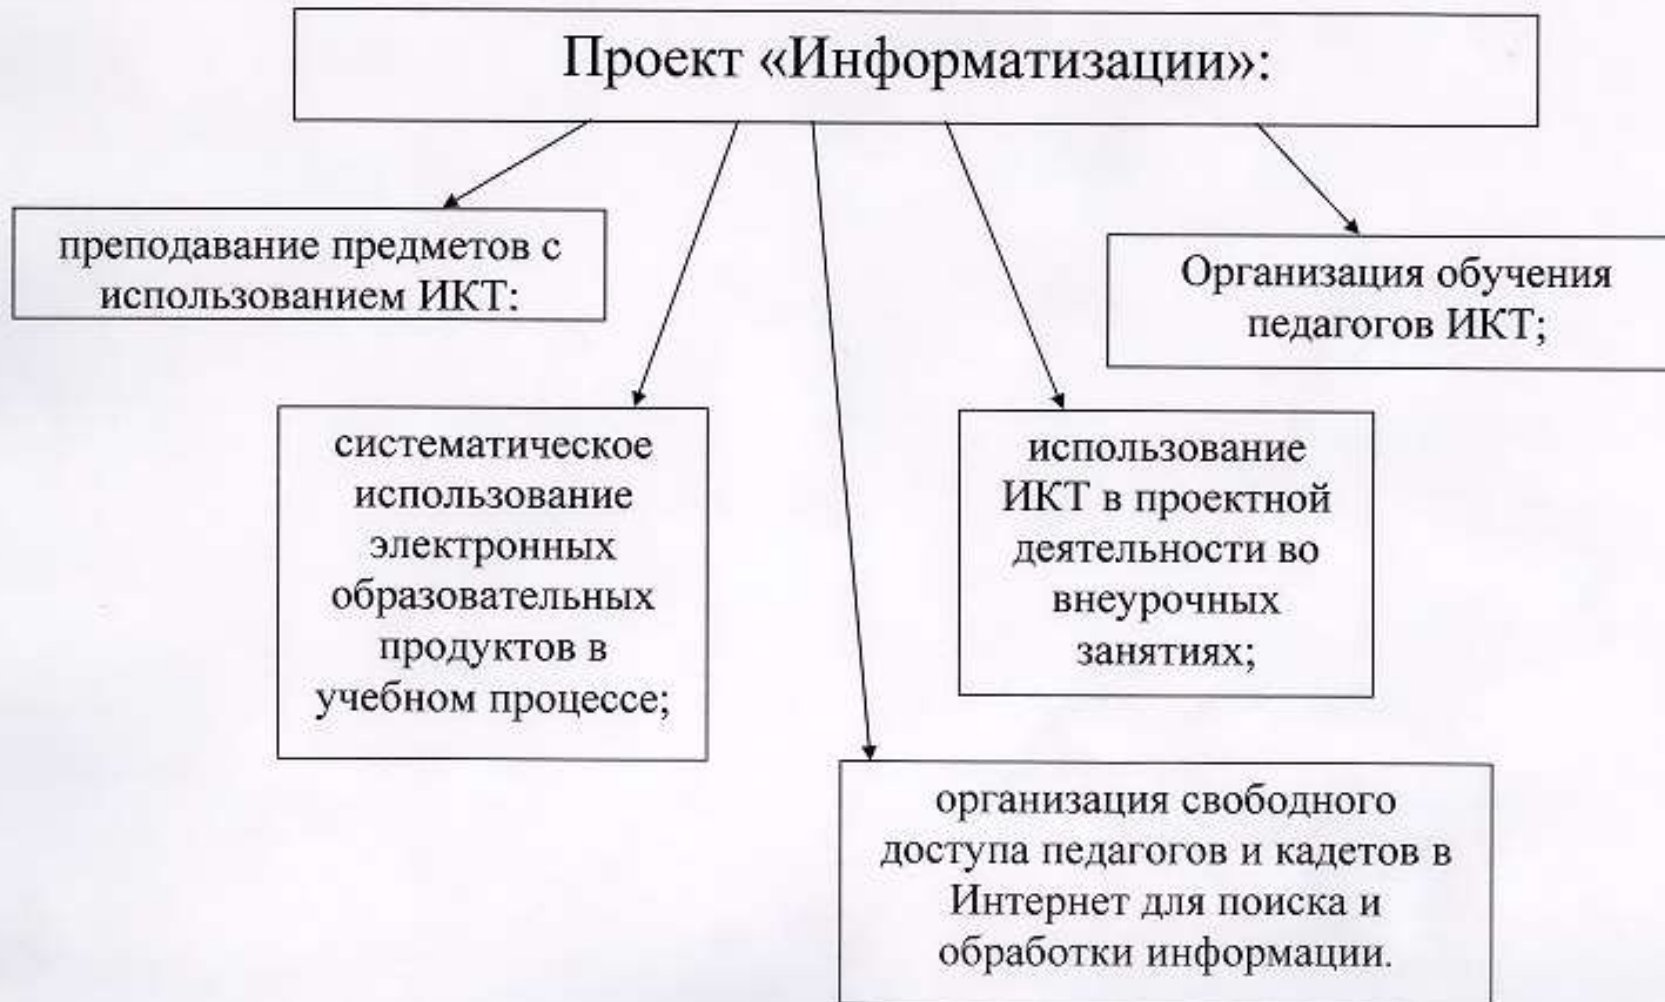 Проект «Информатизации»:
преподавание предметов с
использованием ИКТ:
Организация обучения
педагогов ИКТ;
систематическое
использование
электронных
образовательных
продуктов в
учебном процессе;
использование
ИКТ в проектной
деятельности во
внеурочных
занятиях;
организация свободного
доступа педагогов и кадетов в
Интернет для поиска и
обработки информации.